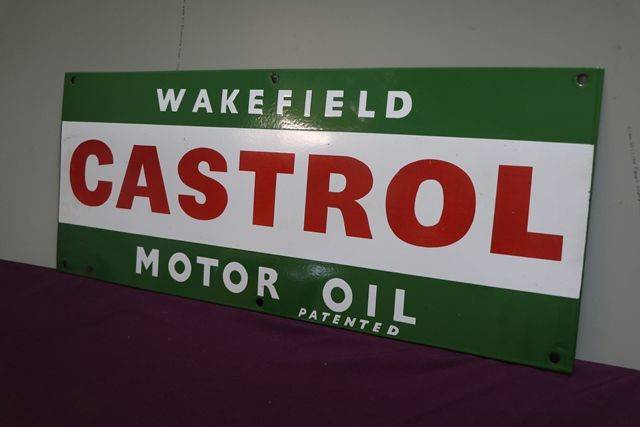 WAKEFIELD
CASTROL
MOTOR OIL
PATENTED